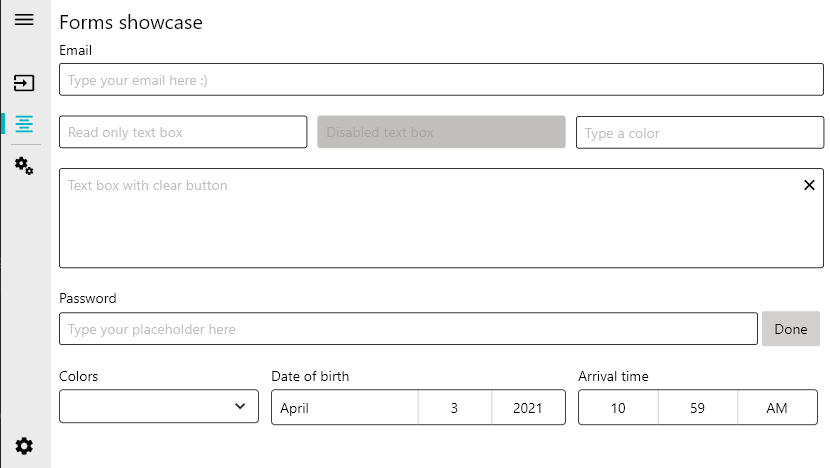 Forms showcase
Email
Type your email here :)
Read only text box Disabled text box Type a color
Text box with clear button
Password
Type your placeholder here Done
Colors Date of birth Arrival time
April 3 2021 10 59 AM